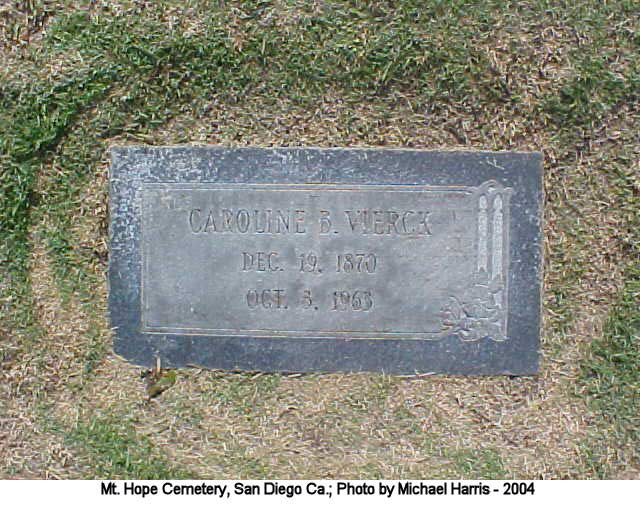 CAROLINE B. VIERCK
DEC. 19, 1870
OCT. 3, 1963
Mt. Hope Cemetery, San Diego Ca.; Photo by Michael Harris - 2004